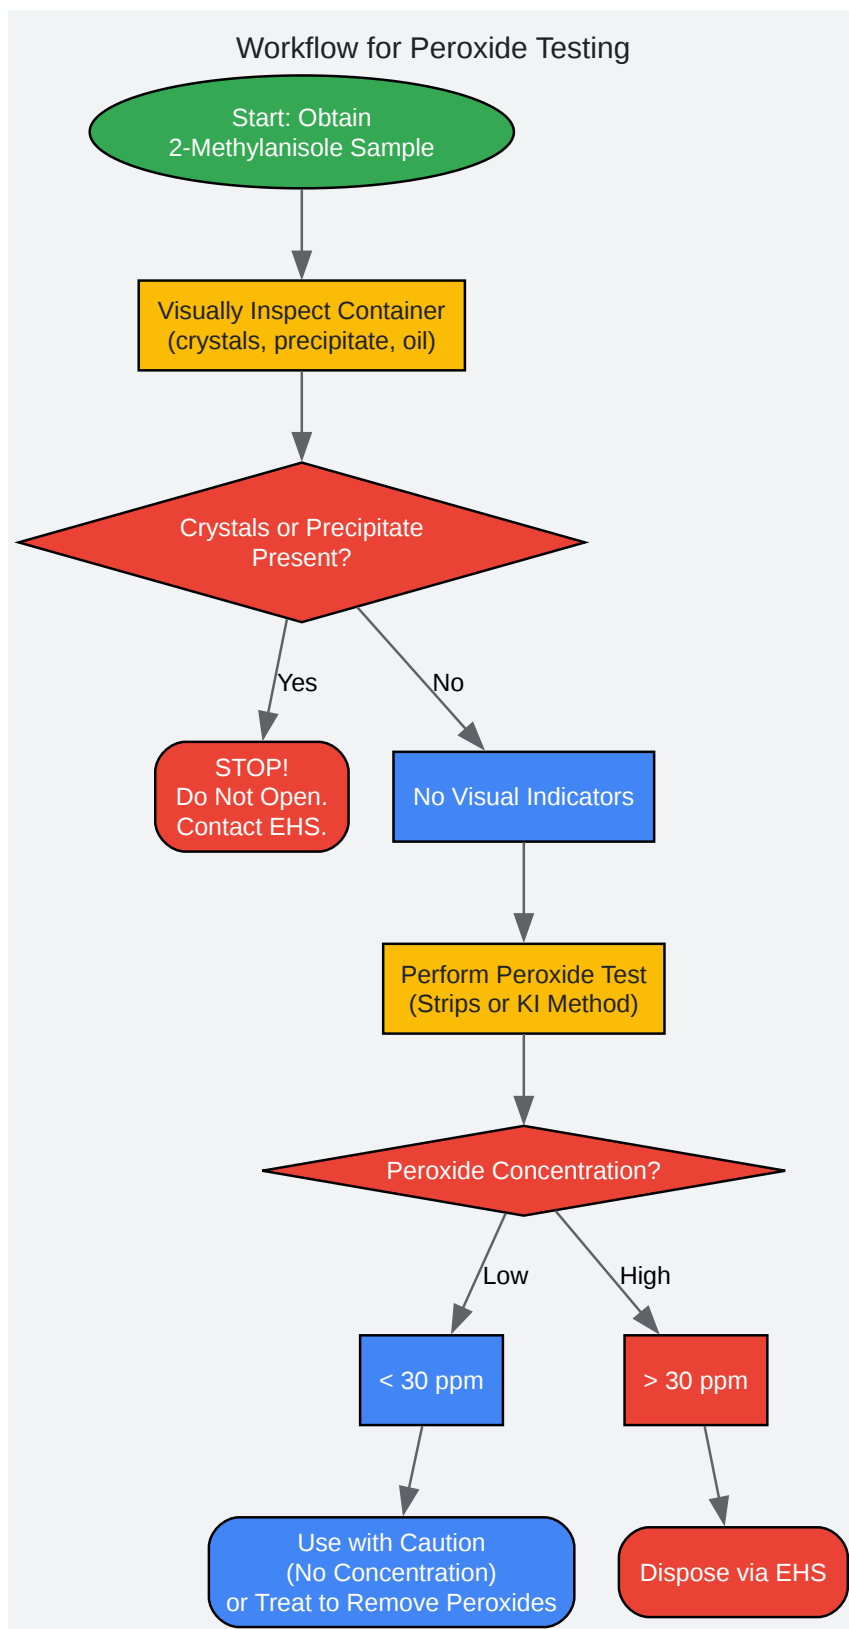 Workflow for Peroxide Testing
Start: Obtain
2-Methylanisole Sample
Visually Inspect Container
(crystals, precipitate, oil)
Crystals or Precipitate
Present?
Yes
No
STOP!
Do Not Open.
Contact EHS.
No Visual Indicators
Perform Peroxide Test
(Strips or KI Method)
Peroxide Concentration?
Low
High
< 30 ppm
> 30 ppm
Use with Caution
(No Concentration)
or Treat to Remove Peroxides
Dispose via EHS